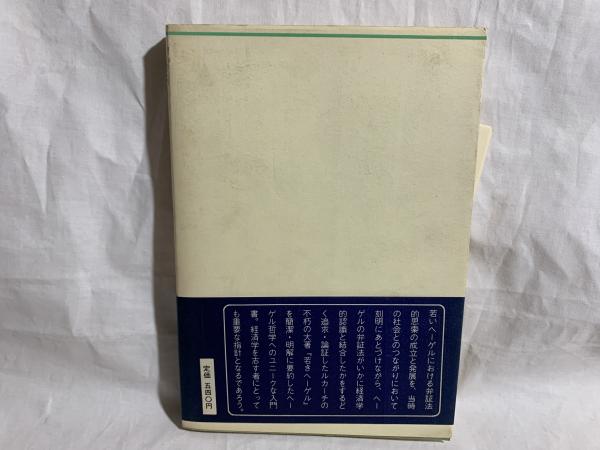 若いヘーゲルにおける弁証法
的思索の成立と発展を、当時
の社会とのつながりにおいて
刻明にあとづけながら、ヘー
ゲルの弁証法がいかに経済学
的認識と結合したかをするど
く追求・論証したルカーチの
不朽の大著『若きヘーゲル』
を簡潔・明解に要約したヘー
ゲル哲学へのユニークな入門
書。経済学を志す者にとって
も重要な指針となるであろう。
定価 五四〇円